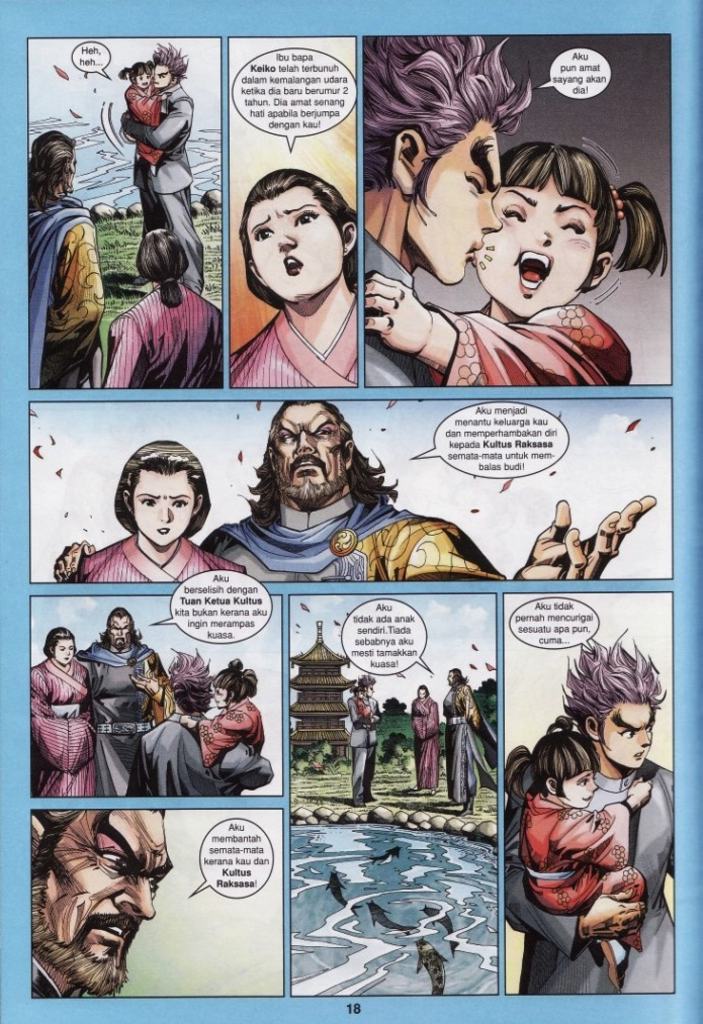 Heh,
heh...
Ibu bapa
Keiko telah terbunuh
dalam kemalangan udara
ketika dia baru berumur 2
tahun. Dia amat senang
hati apabila berjumpa
dengan kau!
Aku
pun amat
sayang akan
dia!
Aku menjadi
menantu keluarga kau
dan memperhambakan diri
kepada Kultus Raksasa
semata-mata untuk mem-
balas budi!
Aku
berselisih dengan
Tuan Ketua Kultus
kita bukan kerana aku
ingin merampas
kuasa.
Aku
tidak ada anak
sendiri.Tiada
sebabnya aku
mesti tamakkan
kuasa!
Aku tidak
pernah mencurigai
sesuatu apa pun,
cuma...
Aku
membantah
semata-mata
kerana kau dan
Kultus
Raksasa!
18